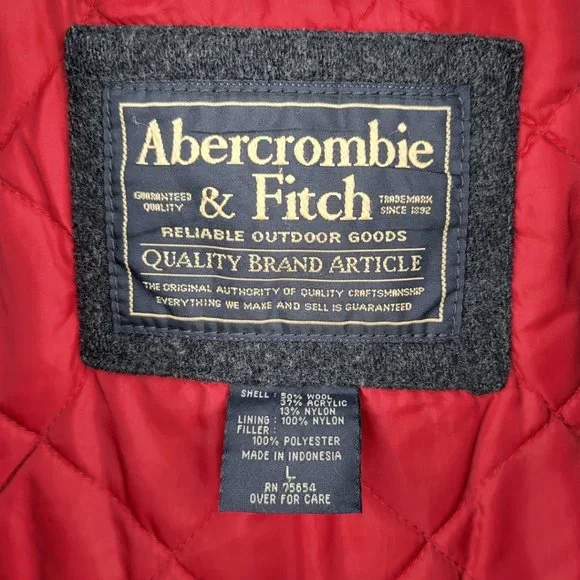 Abercrombie
GUARANTEED QUALITY & Fitch TRADEMARK SINCE 1892
RELIABLE OUTDOOR GOODS
QUALITY BRAND ARTICLE
THE ORIGINAL AUTHORITY OF QUALITY CRAFTSMANSHIP
EVERYTHING WE MAKE AND SELL IS GUARANTEED
SHELL: 50% WOOL
37% ACRYLIC
13% NYLON
LINING: 100% NYLON
FILLER:
100% POLYESTER
MADE IN INDONESIA
L
RN 75654
OVER FOR CARE